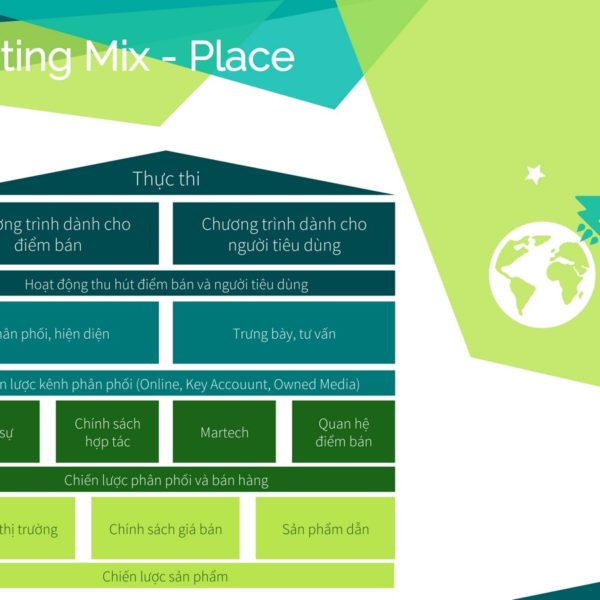 ting Mix - Place
Thực thi
ng trình dành cho
điểm bán
Chương trình dành cho
người tiêu dùng
Hoạt động thu hút điểm bán và người tiêu dùng
hân phối, hiện diện
Trưng bày, tư vấn
n lược kênh phân phối (Online, Key Accouunt, Owned Media)
sự
Chính sách
hợp tác
Martech
Quan hệ
điểm bán
Chiến lược phân phối và bán hàng
thị trường
Chính sách giá bán
Sản phẩm dẫn
Chiến lược sản phẩm